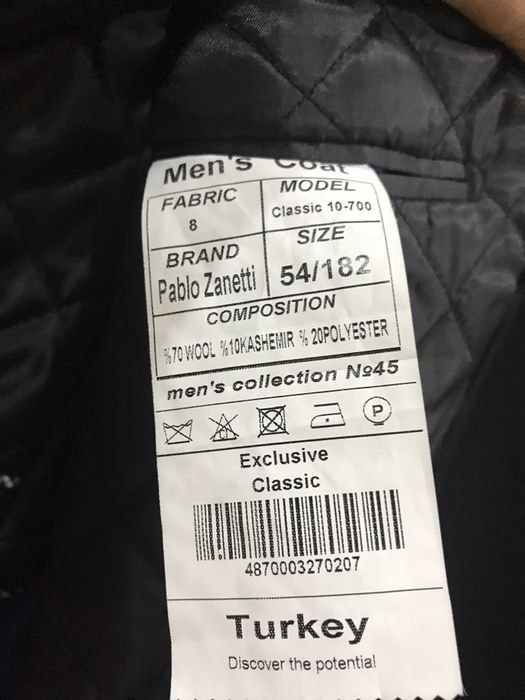 Men's Coat
FABRIC
8
MODEL
Classic 10-700
BRAND
Pablo Zanetti
SIZE
54/182
COMPOSITION
%70 WOOL %10KASHEMIR % 20POLYESTER
men's collection №45
cl
P
Exclusive
Classic
4870003270207
Turkey
Discover the potential